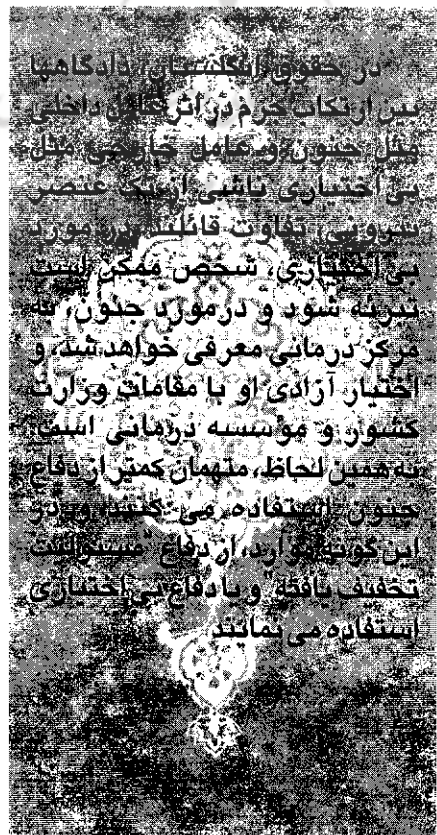 در حقوق انگلستان، دادگاهها
بین ارتکاب جرم در اثر عامل داخلی
مثل جنون و عامل خارجی مثل
بی‌اختیاری ناشی از یک عنصر
بیرونی، تفاوت قائلند. در مورد
بی‌اختیاری، شخص ممکن است
تبرئه شود و درمورد جنون، به
مرکز درمانی معرفی خواهد شد، و
اختیار آزادی او با مقامات وزارت
کشور و موسسه درمانی است.
به همین لحاظ، متهمان کمتر از دفاع
جنون استفاده می کنند، و در
این گونه موارد، از دفاع "مسئولیت
تخفیف یافته" و یا دفاع بی اختیاری
استفاده می نمایند